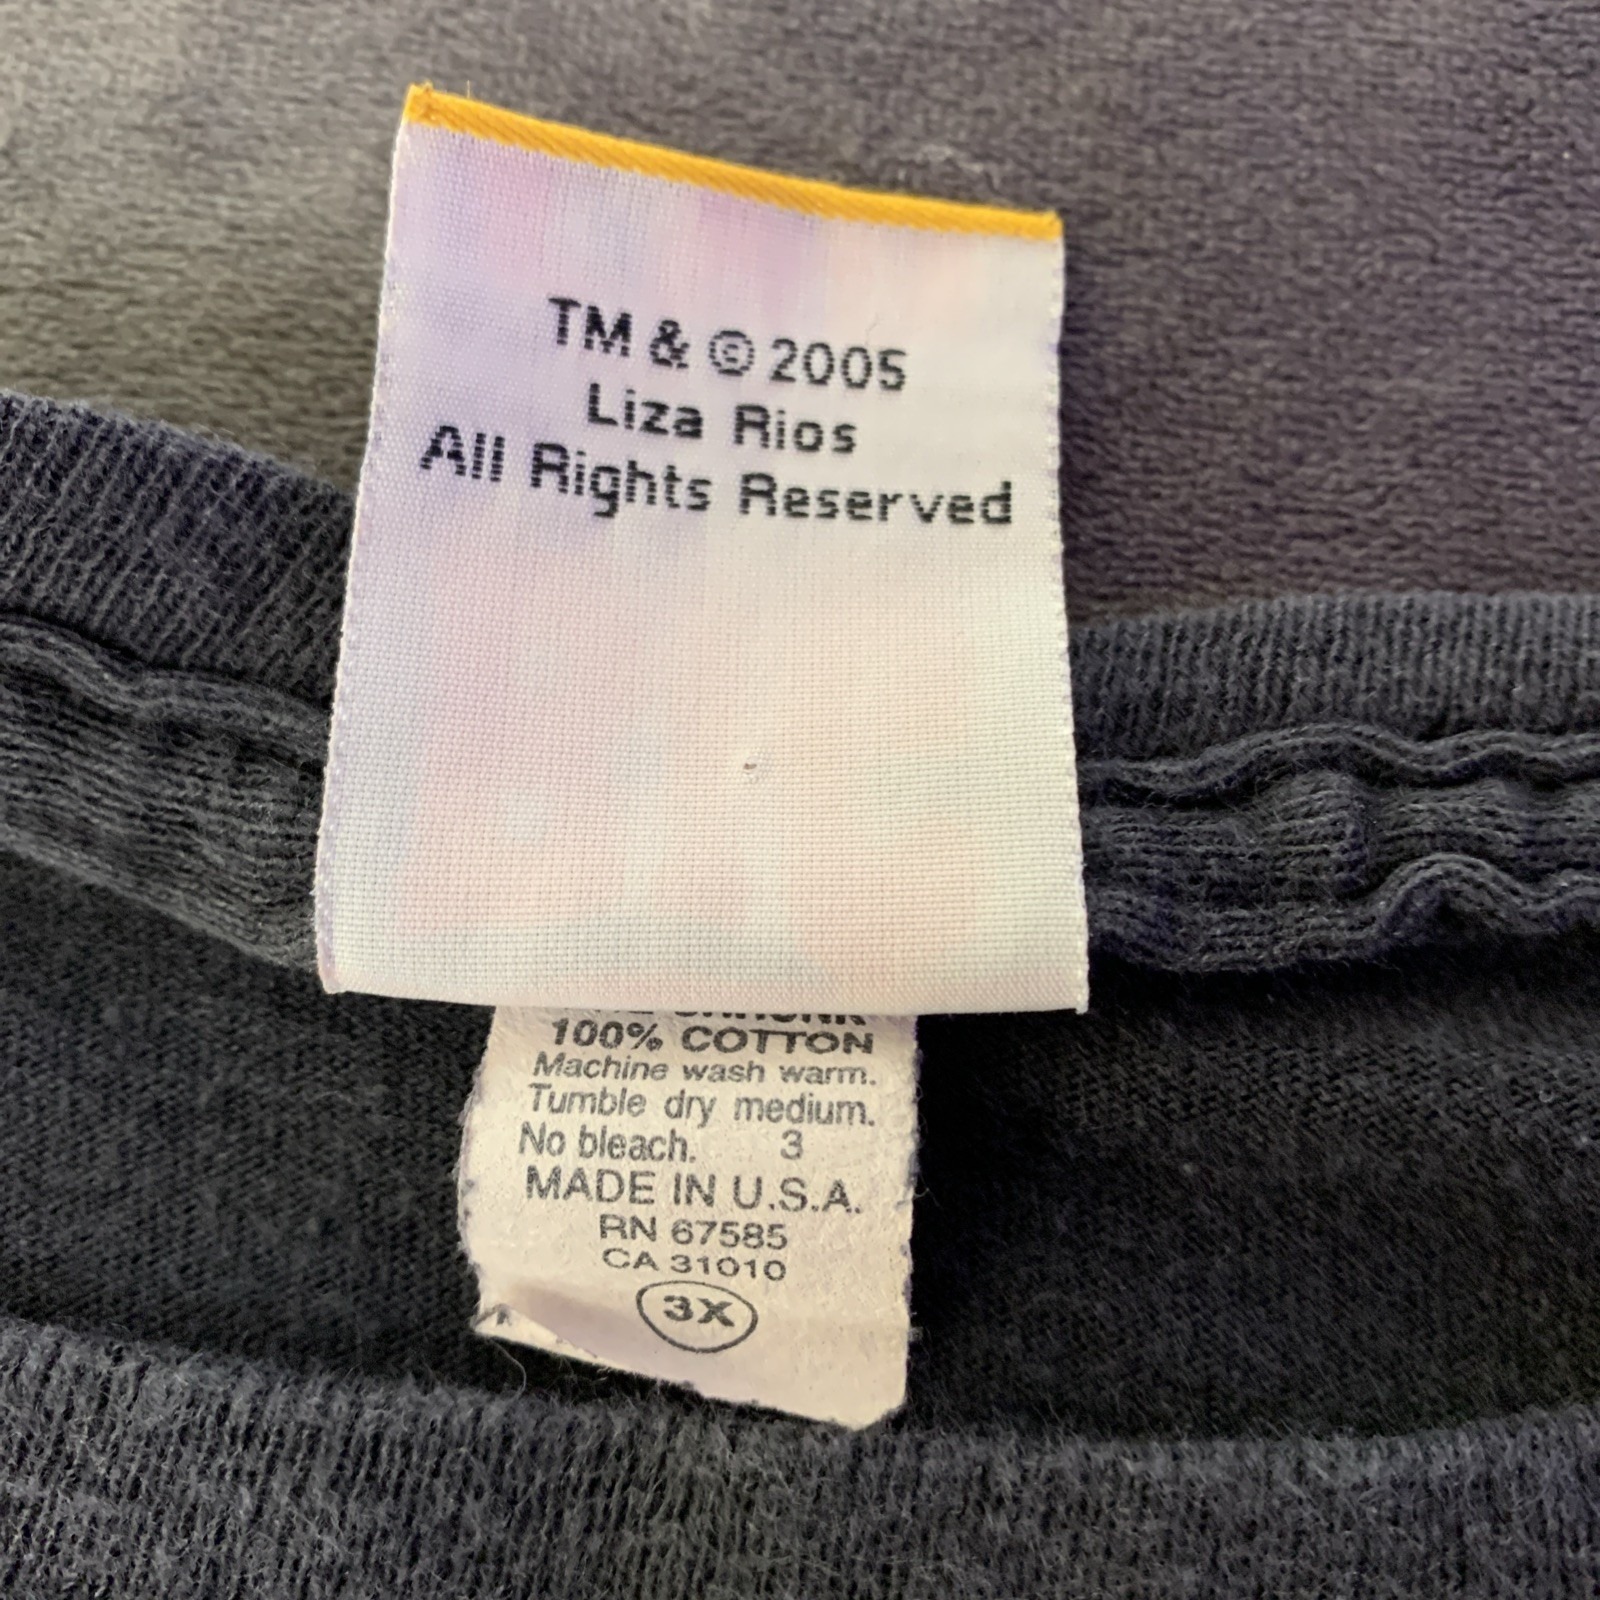 TM & © 2005
Liza Rios
All Rights Reserved
100% COTTON
Machine wash warm.
Tumble dry medium.
No bleach. 3
MADE IN U.S.A.
RN 67585
CA 31010
3X